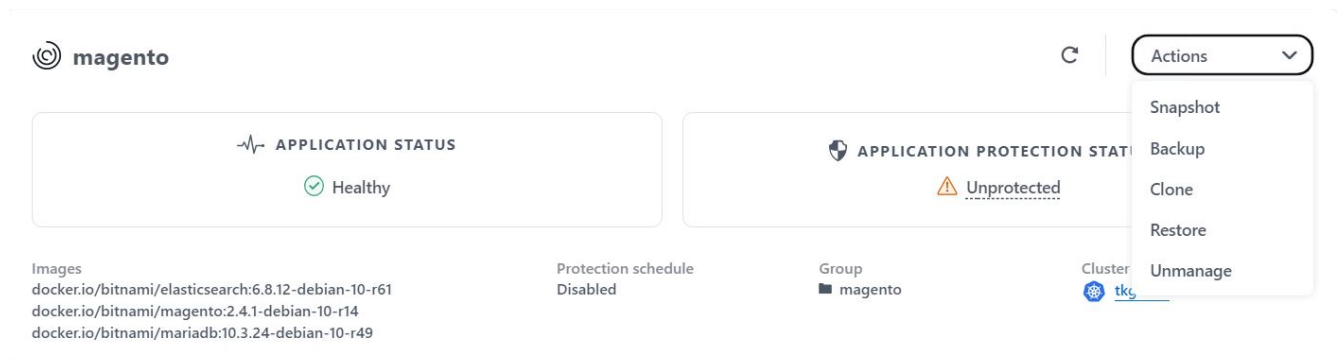 magento
Actions
Snapshot
Backup
Clone
Restore
Unmanage
APPLICATION STATUS
Healthy
APPLICATION PROTECTION
Unprotected
Images
docker.io/bitnami/elasticsearch:6.8.12-debian-10-r61
docker.io/bitnami/magento:2.4.1-debian-10-r14
docker.io/bitnami/mariadb:10.3.24-debian-10-r49
Protection schedule
Disabled
Group
magento
Cluster